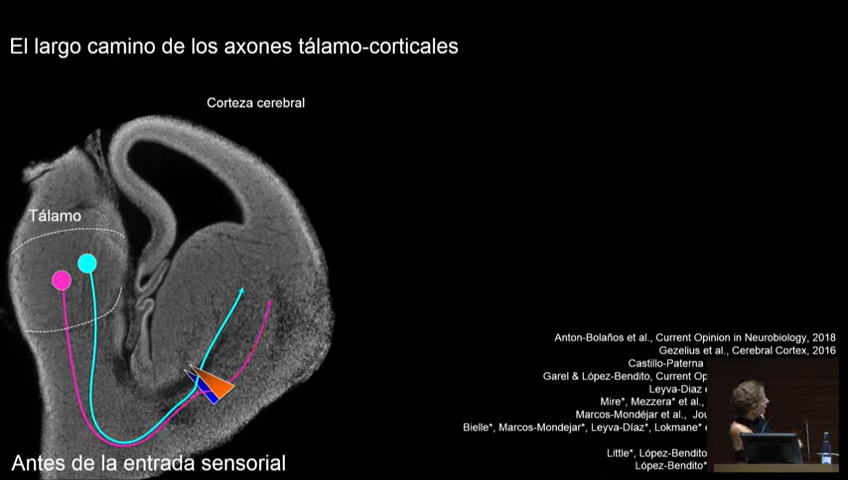 El largo camino de los axones tálamo-corticales
Corteza cerebral
Tálamo
Anton-Bolaños et al., Current Opinion in Neurobiology, 2018
Gezelius et al., Cerebral Cortex, 2016
Castillo-Paterna
Garel & López-Bendito, Current
Leyva-Diaz
Mire*, Mezzera* et al.,
Marcos-Mondéjar et al.,
Bielle*, Marcos-Mondejar*, Leyva-Díaz*, Lokmane*
Little*, López-Bendito
López-Bendito*
Antes de la entrada sensorial